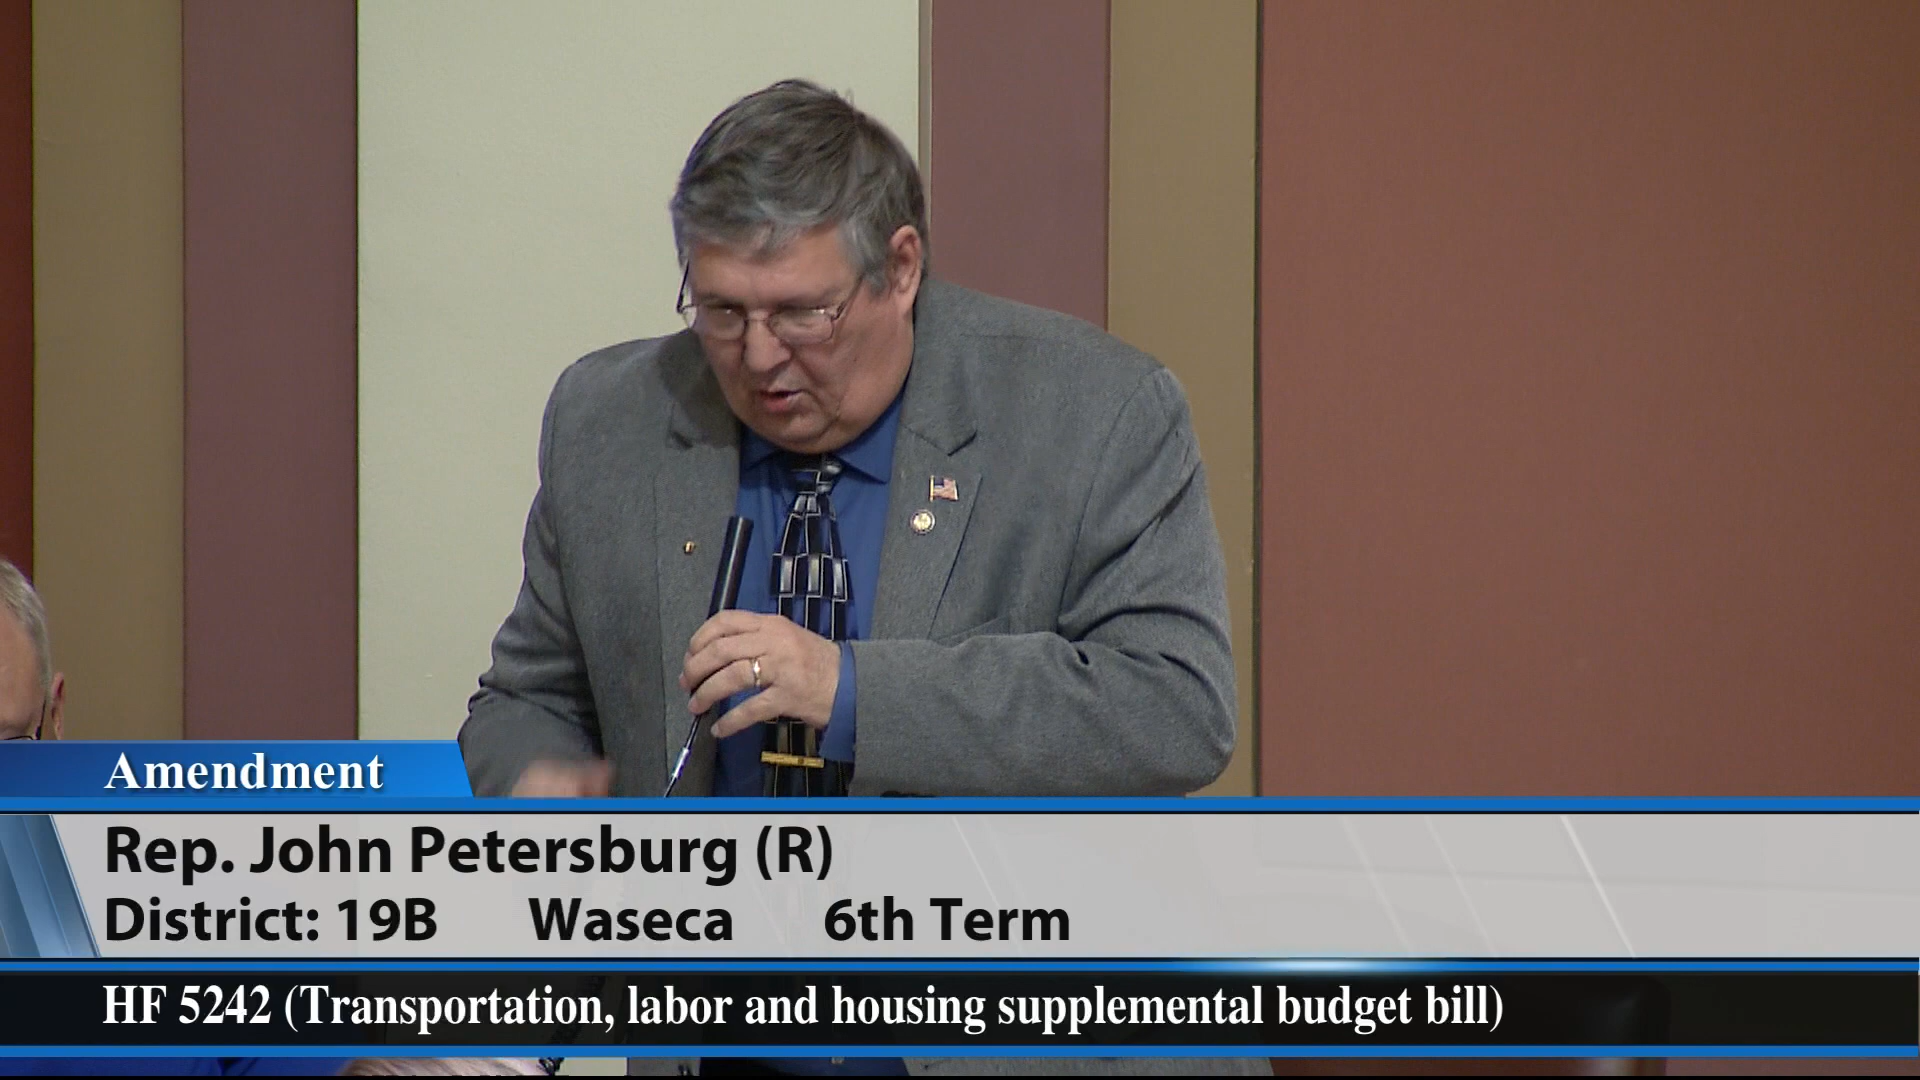 Amendment
Rep. John Petersburg (R)
District: 19B Waseca 6th Term
HF 5242 (Transportation, labor and housing supplemental budget bill)